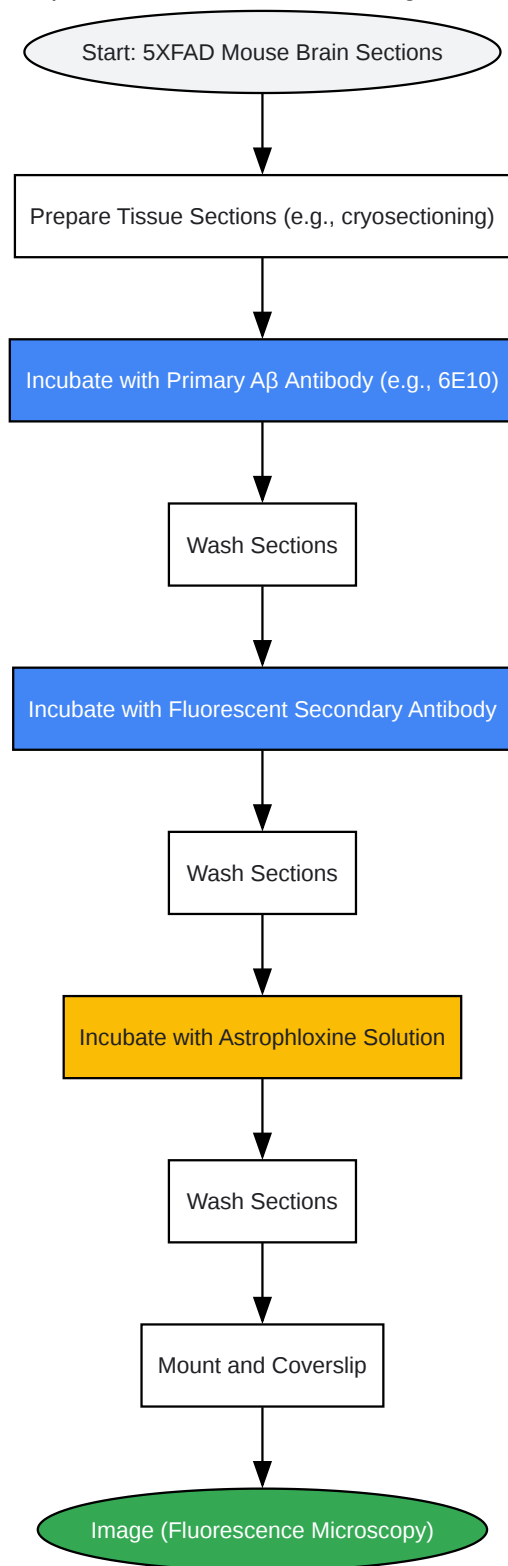 Start: 5XFAD Mouse Brain Sections
Prepare Tissue Sections (e.g., cryosectioning)
Incubate with Primary Aβ Antibody (e.g., 6E10)
Wash Sections
Incubate with Fluorescent Secondary Antibody
Wash Sections
Incubate with Astrophloxine Solution
Wash Sections
Mount and Coverslip
Image (Fluorescence Microscopy)